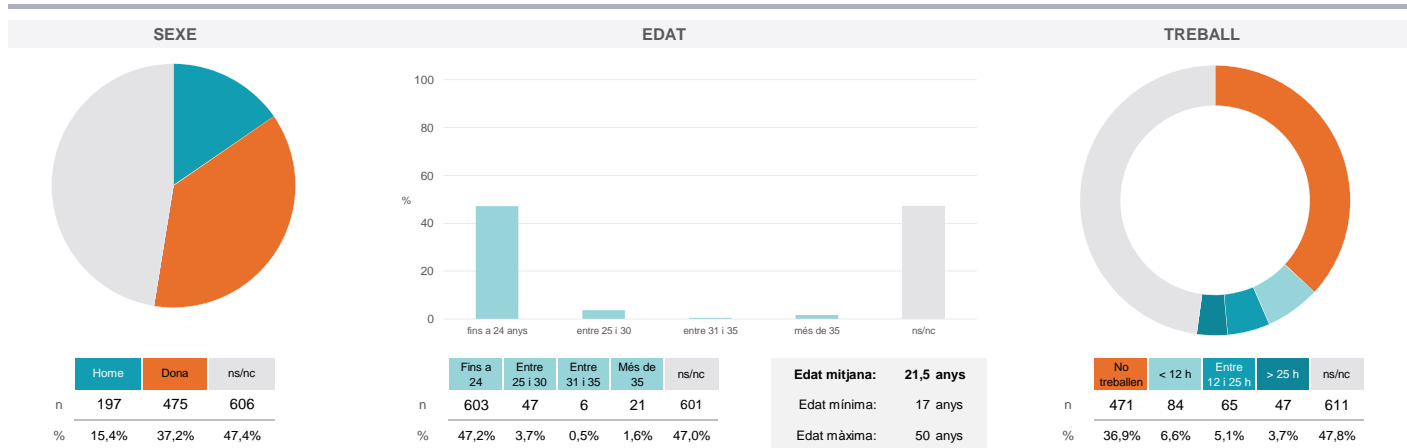 SEXE
EDAT
TREBALL
100
80
60
%
40
20
0
fins a 24 anys
entre 25 i 30
entre 31 i 35
més de 35
ns/nc
Home Dona ns/nc
n 197 475 606
% 15,4% 37,2% 47,4%
Fins a 24 Entre 25 i 30 Entre 31 i 35 Més de 35 ns/nc
n 603 47 6 21 601
% 47,2% 3,7% 0,5% 1,6% 47,0%
Edat mitjana: 21,5 anys
Edat mínima: 17 anys
Edat màxima: 50 anys
No treballen < 12 h Entre 12 i 25 h > 25 h ns/nc
n 471 84 65 47 611
% 36,9% 6,6% 5,1% 3,7% 47,8%